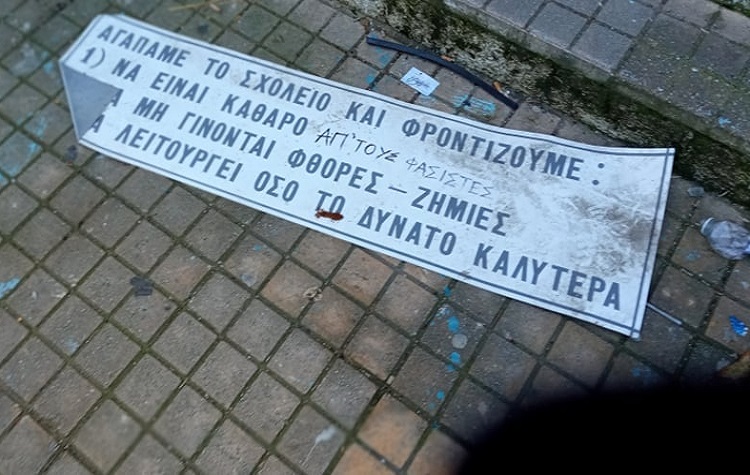 ΑΓΑΠΑΜΕ ΤΟ ΣΧΟΛΕΙΟ ΚΑΙ ΦΡΟΝΤΙΖΟΥΜΕ :
1) ΝΑ ΕΙΝΑΙ ΚΑΘΑΡΟ ΑΠ'ΤΟΥΣ ΦΑΣΙΣΤΕΣ
Α ΜΗ ΓΙΝΟΝΤΑΙ ΦΘΟΡΕΣ – ΖΗΜΙΕΣ
Α ΛΕΙΤΟΥΡΓΕΙ ΟΣΟ ΤΟ ΔΥΝΑΤΟ ΚΑΛΥΤΕΡΑ